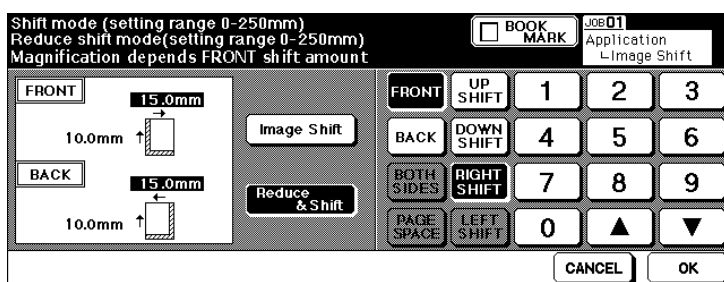 Shift mode (setting range 0-250mm)
Reduce shift mode(setting range 0-250mm)
Magnification depends FRONT shift amount
BOOK
MARK
JOB01
Application
Image Shift
FRONT
15.0mm
10.0mm
BACK
15.0mm
10.0mm
Image Shift
Reduce
& Shift
FRONT
UP
SHIFT
1
2
3
BACK
DOWN
SHIFT
4
5
6
BOTH
SIDES
RIGHT
SHIFT
7
8
9
PAGE
SPACE
LEFT
SHIFT
0
▲
▼
CANCEL
OK